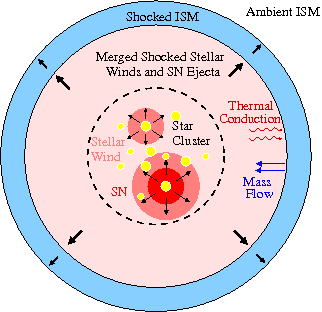 Shocked ISM
Ambient ISM
Merged Shocked Stellar
Winds and SN Ejecta
Thermal
Conduction
Star
Cluster
Stellar
Wind
Mass
Flow
SN